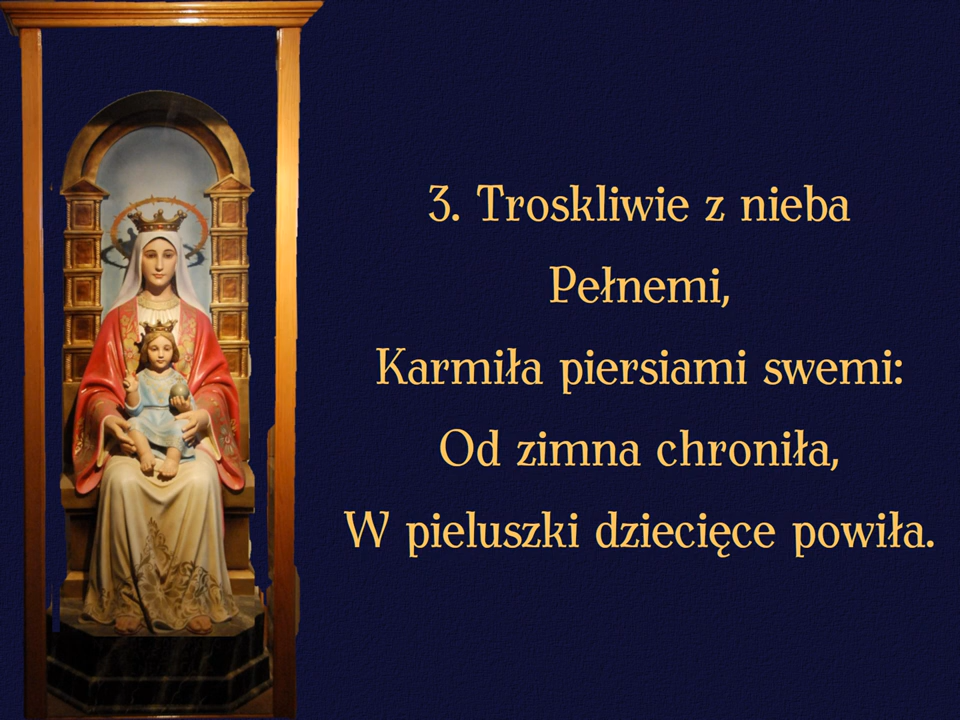 3. Troskliwie z nieba
Pełnemi,
Karmiła piersiami swemi:
Od zimna chroniła,
W pieluszki dziecięce powiła.